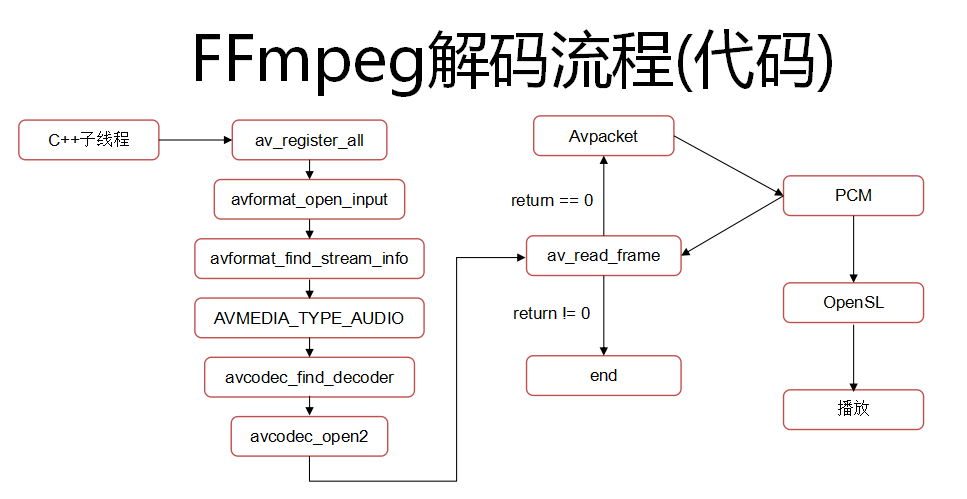 FFmpeg解码流程(代码)
C++子线程
av_register_all
avformat_open_input
avformat_find_stream_info
AVMEDIA_TYPE_AUDIO
avcodec_find_decoder
avcodec_open2
Avpacket
return == 0
av_read_frame
return != 0
end
PCM
OpenSL
播放